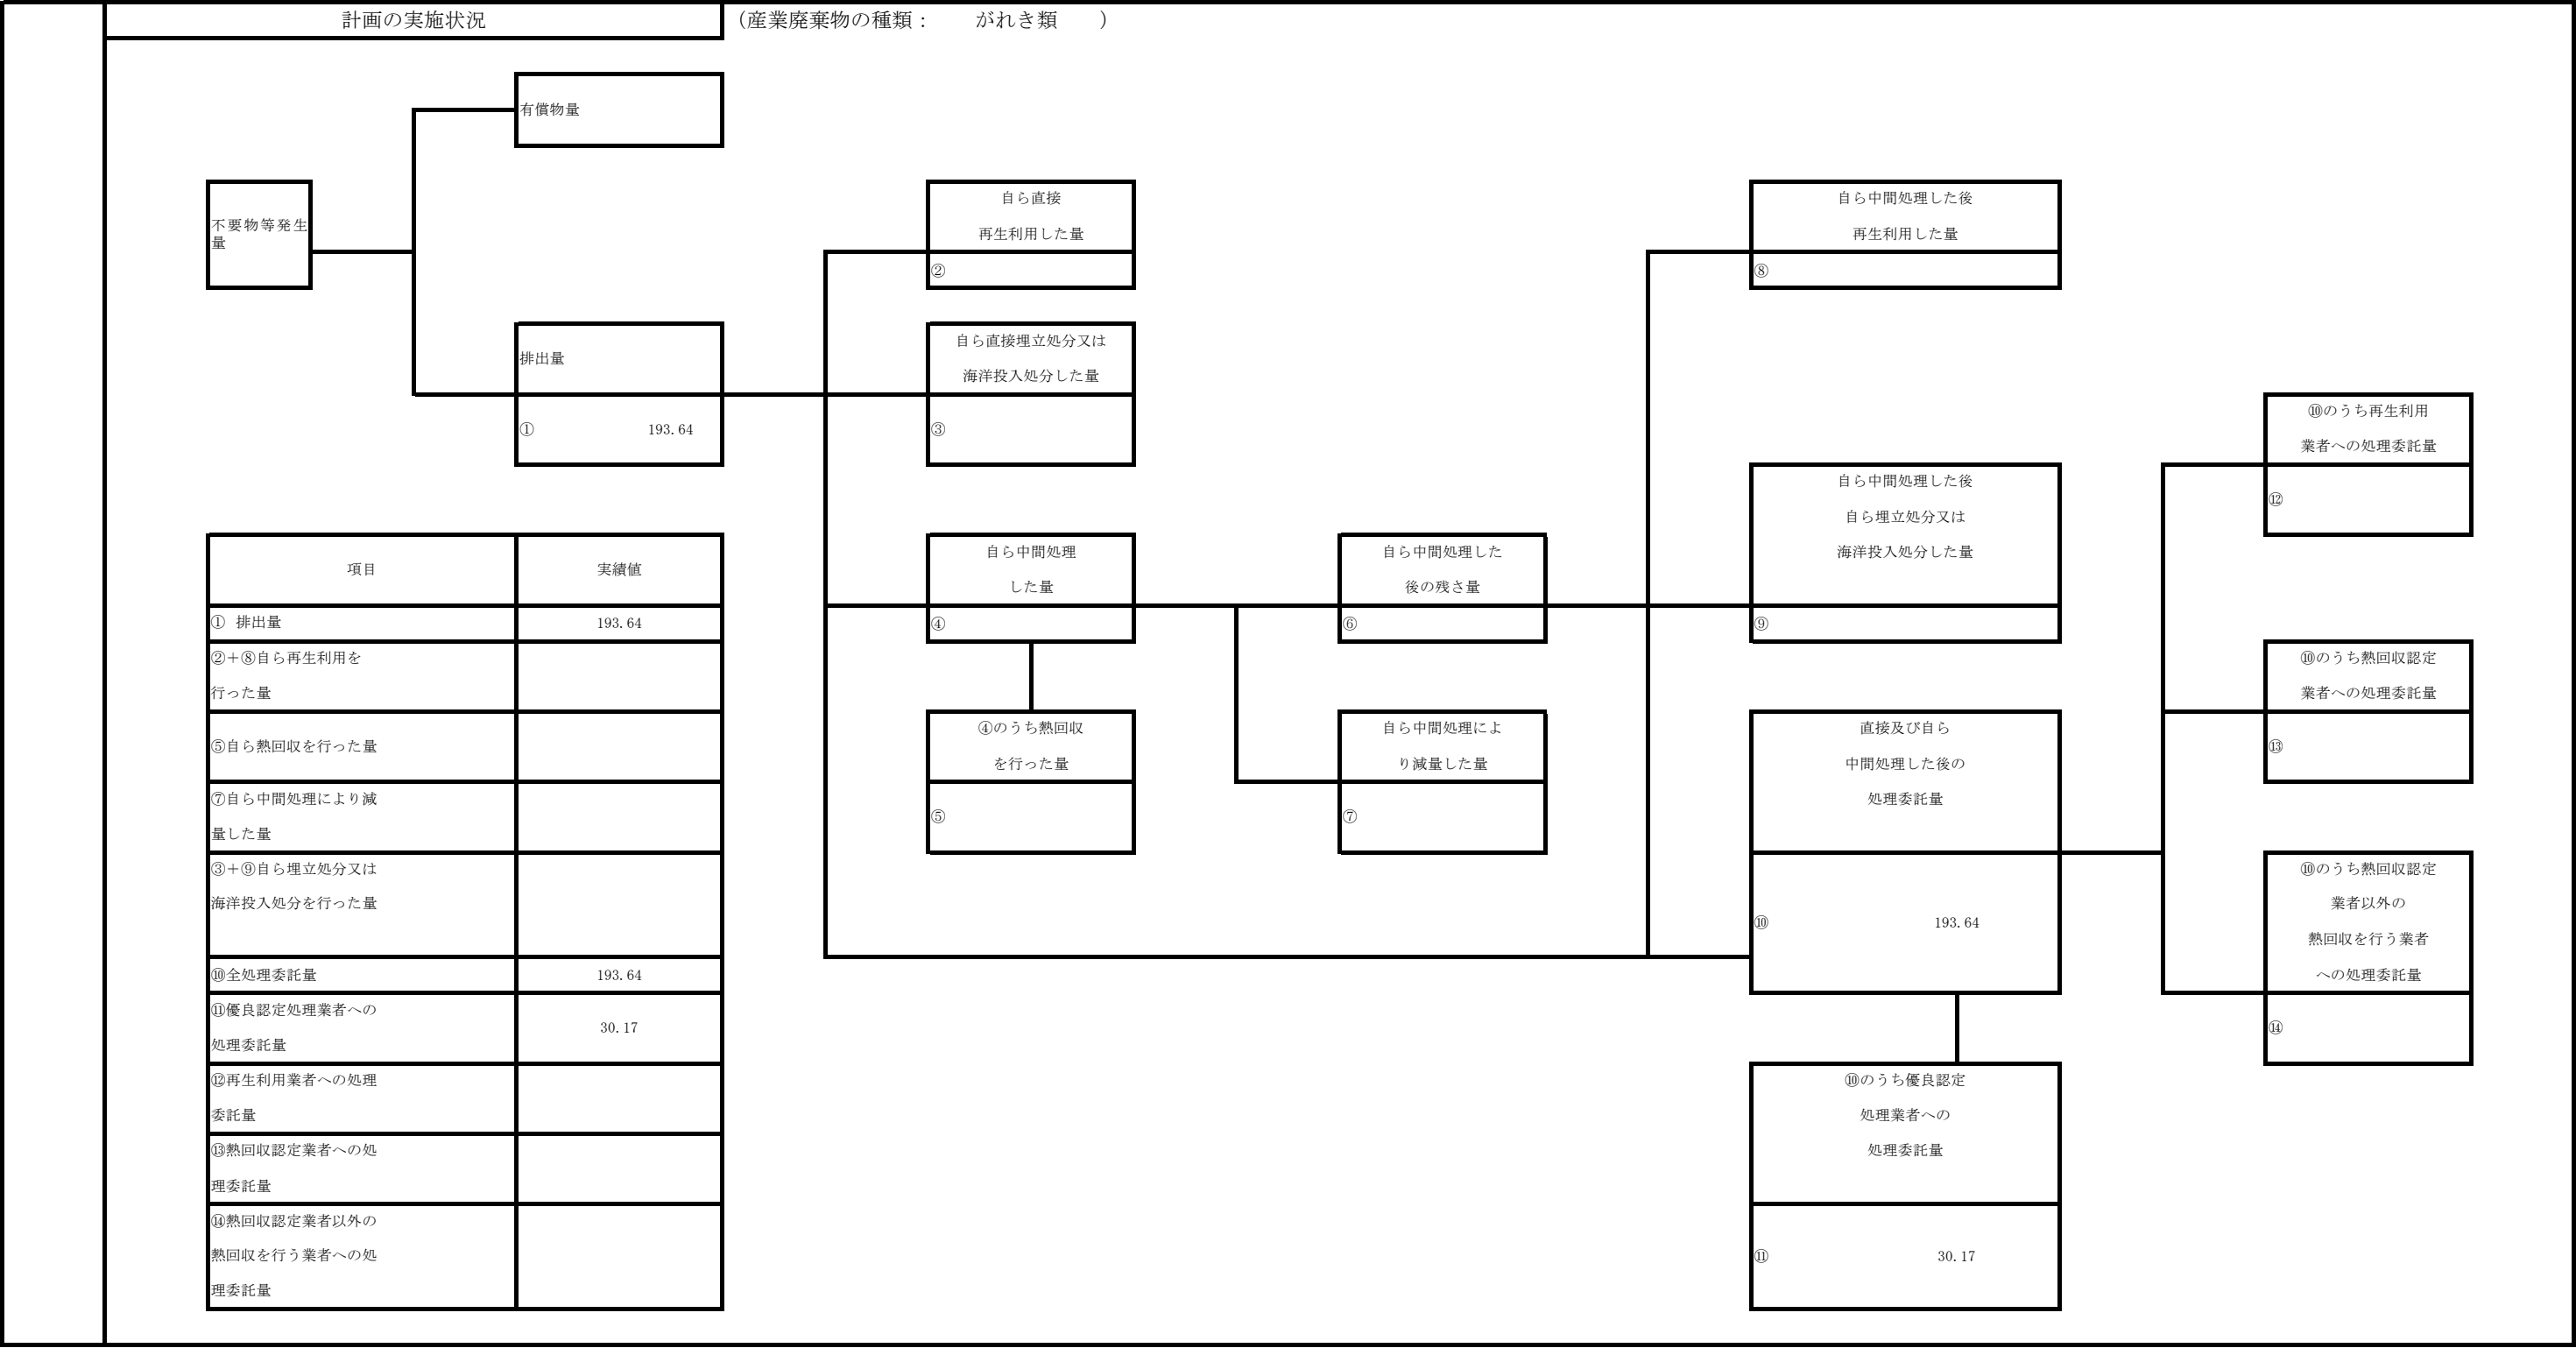 計画の実施状況
（産業廃棄物の種類：　　がれき類　　）
有償物量
不要物等発生
量
自ら直接
再生利用した量
②
自ら中間処理した後
再生利用した量
⑧
排出量
① 193.64
自ら直接埋立処分又は
海洋投入処分した量
③
⑩のうち再生利用
業者への処理委託量
⑫
自ら中間処理した後
自ら埋立処分又は
海洋投入処分した量
⑨
自ら中間処理
した量
④
自ら中間処理した
後の残さ量
⑥
④のうち熱回収
を行った量
⑤
自ら中間処理によ
り減量した量
⑦
直接及び自ら
中間処理した後の
処理委託量
⑩ 193.64
⑩のうち熱回収認定
業者への処理委託量
⑬
⑩のうち熱回収認定
業者以外の
熱回収を行う業者
への処理委託量
⑭
⑩のうち優良認定
処理業者への
処理委託量
⑪ 30.17
項目 実績値
① 排出量 193.64
②＋⑧自ら再生利用を
行った量
⑤自ら熱回収を行った量
⑦自ら中間処理により減
量した量
③＋⑨自ら埋立処分又は
海洋投入処分を行った量
⑩全処理委託量 193.64
⑪優良認定処理業者への
処理委託量
30.17
⑫再生利用業者への処理
委託量
⑬熱回収認定業者への処
理委託量
⑭熱回収認定業者以外の
熱回収を行う業者への処
理委託量